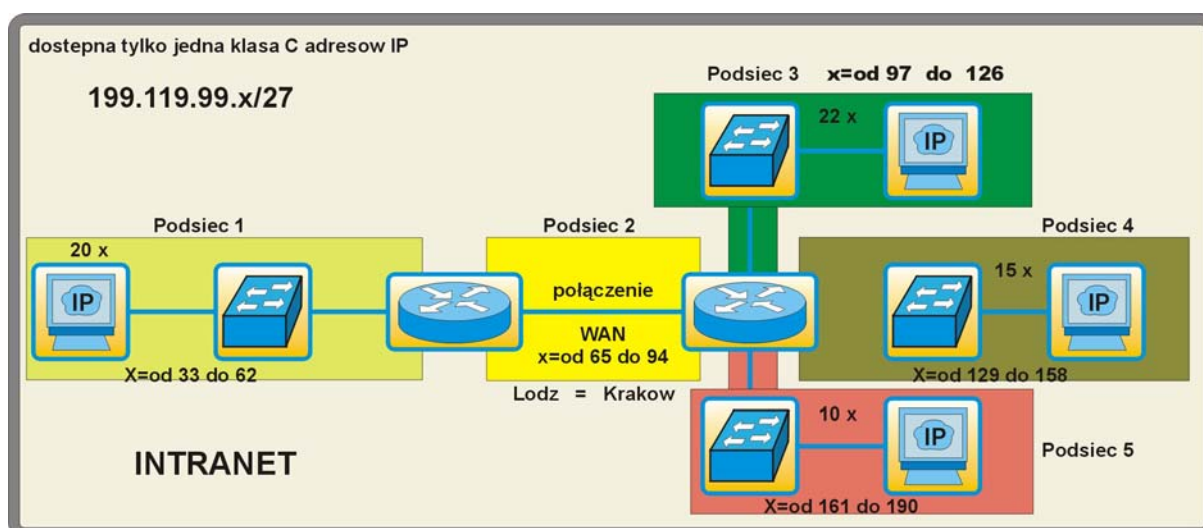 dostepna tylko jedna klasa C adresow IP
199.119.99.x/27
Podsiec 3 x=od 97 do 126
22 x
IP
Podsiec 1
Podsiec 2
Podsiec 4
20 x
IP
połączenie
WAN
x=od 65 do 94
15 x
IP
X=od 33 do 62
X=od 129 do 158
Lodz = Krakow
10 x
IP
Podsiec 5
INTRANET
X=od 161 do 190